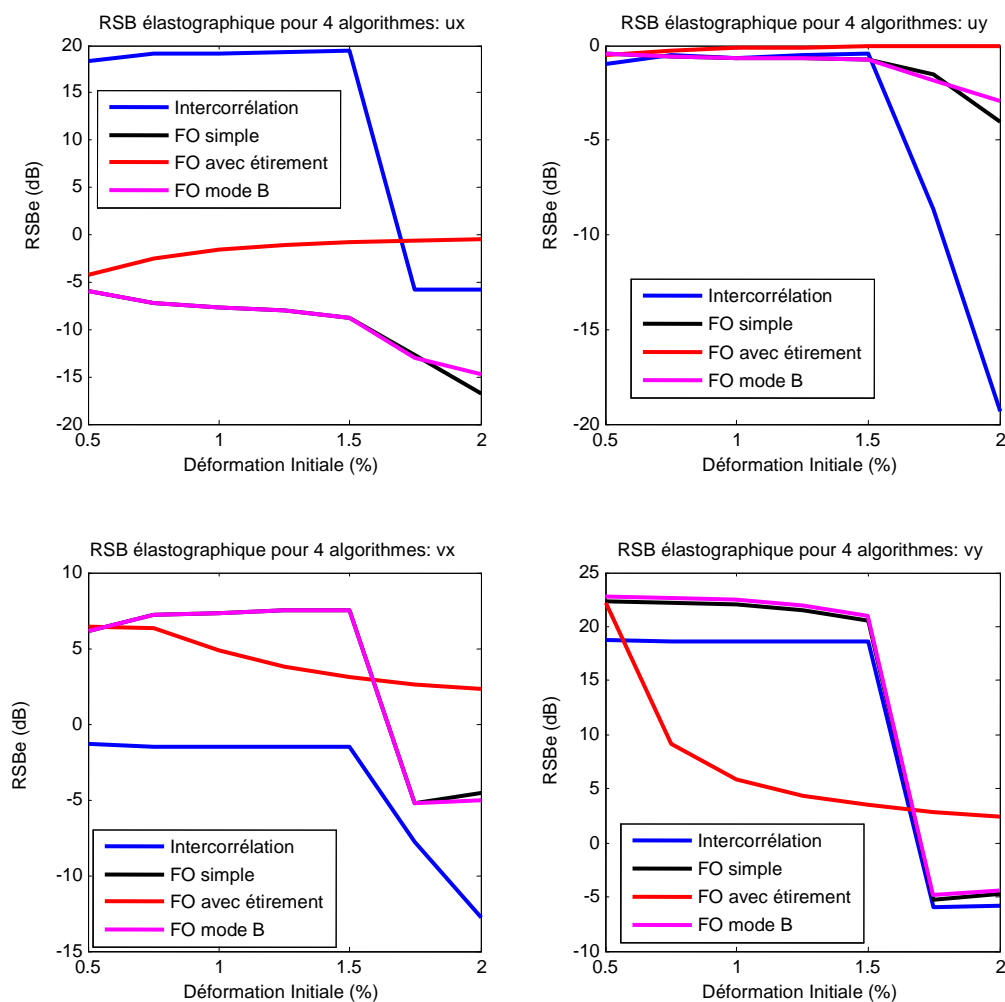 RSB élastographique pour 4 algorithmes: ux
20
15
10
5
0
-5
-10
-15
-20
RSBe (dB)
Intercorrélation
FO simple
FO avec étirement
FO mode B
0.5
1
1.5
2
Déformation Initiale (%)
RSB élastographique pour 4 algorithmes: uy
0
-5
-10
-15
-20
RSBe (dB)
Intercorrélation
FO simple
FO avec étirement
FO mode B
0.5
1
1.5
2
Déformation Initiale (%)
RSB élastographique pour 4 algorithmes: vx
10
5
0
-5
-10
-15
RSBe (dB)
Intercorrélation
FO simple
FO avec étirement
FO mode B
0.5
1
1.5
2
Déformation Initiale (%)
RSB élastographique pour 4 algorithmes: vy
25
20
15
10
5
0
-5
-10
RSBe (dB)
Intercorrélation
FO simple
FO avec étirement
FO mode B
0.5
1
1.5
2
Déformation Initiale (%)